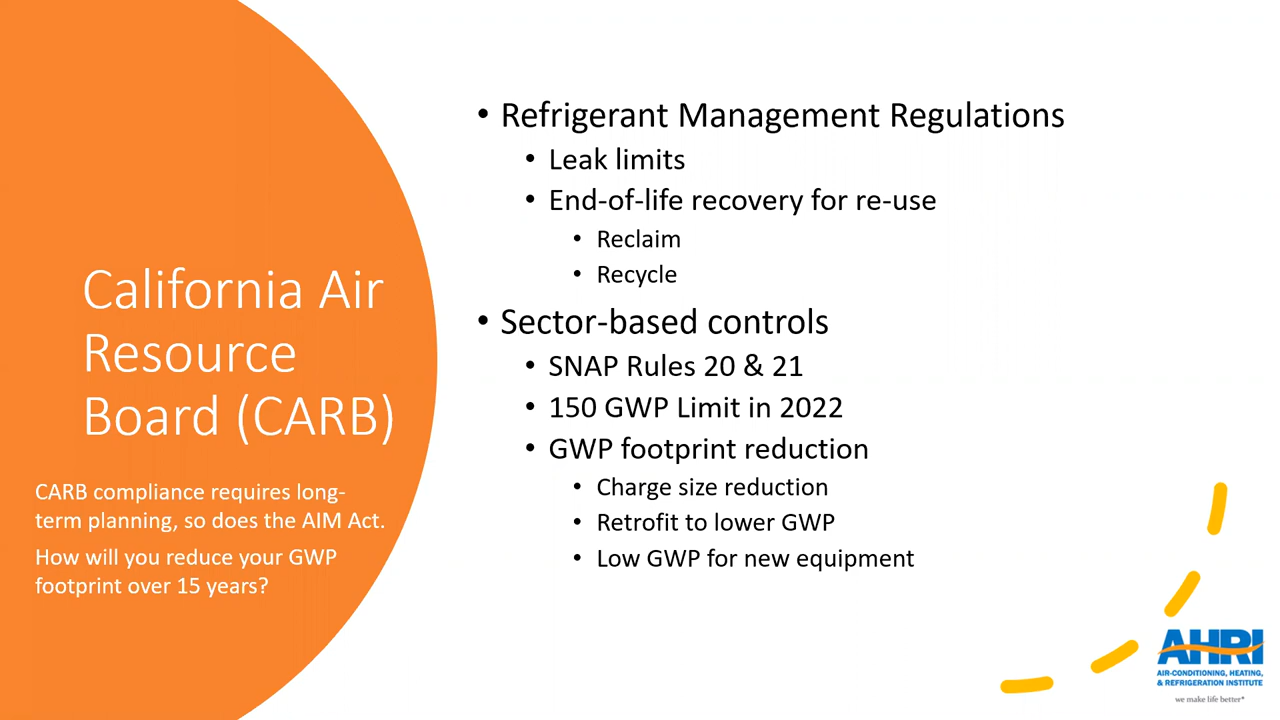 California Air
Resource
Board (CARB)
CARB compliance requires long-
term planning, so does the AIM Act.
How will you reduce your GWP
footprint over 15 years?
• Refrigerant Management Regulations
• Leak limits
• End-of-life recovery for re-use
• Reclaim
• Recycle
• Sector-based controls
• SNAP Rules 20 & 21
• 150 GWP Limit in 2022
• GWP footprint reduction
• Charge size reduction
• Retrofit to lower GWP
• Low GWP for new equipment
AHRI
AIR-CONDITIONING, HEATING,
& REFRIGERATION INSTITUTE
we make life better*